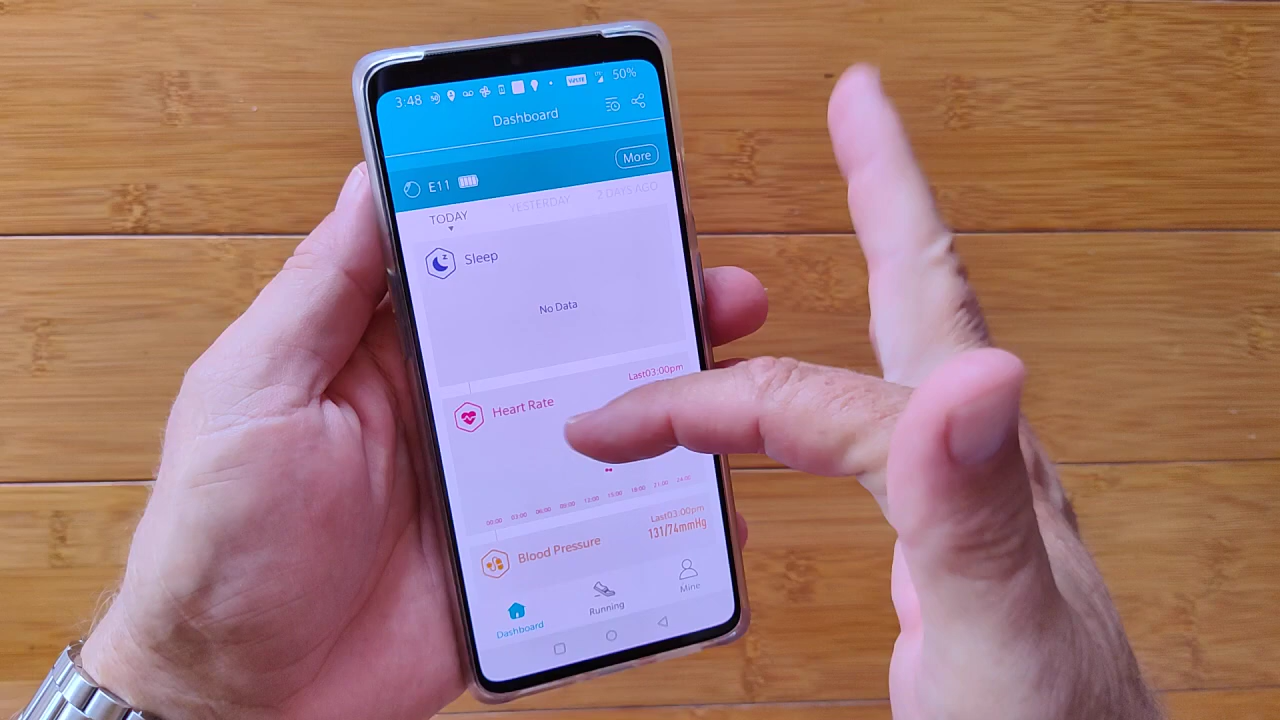 3:48 50%
Dashboard
E11 More
TODAY YESTERDAY 2 DAYS AGO
Sleep
No Data
Last03:00pm
Heart Rate
00:00 03:00 06:00 09:00 12:00 15:00 18:00 21:00 24:00
Last03:00pm
Blood Pressure 131/74mmHg
Dashboard Running Mine